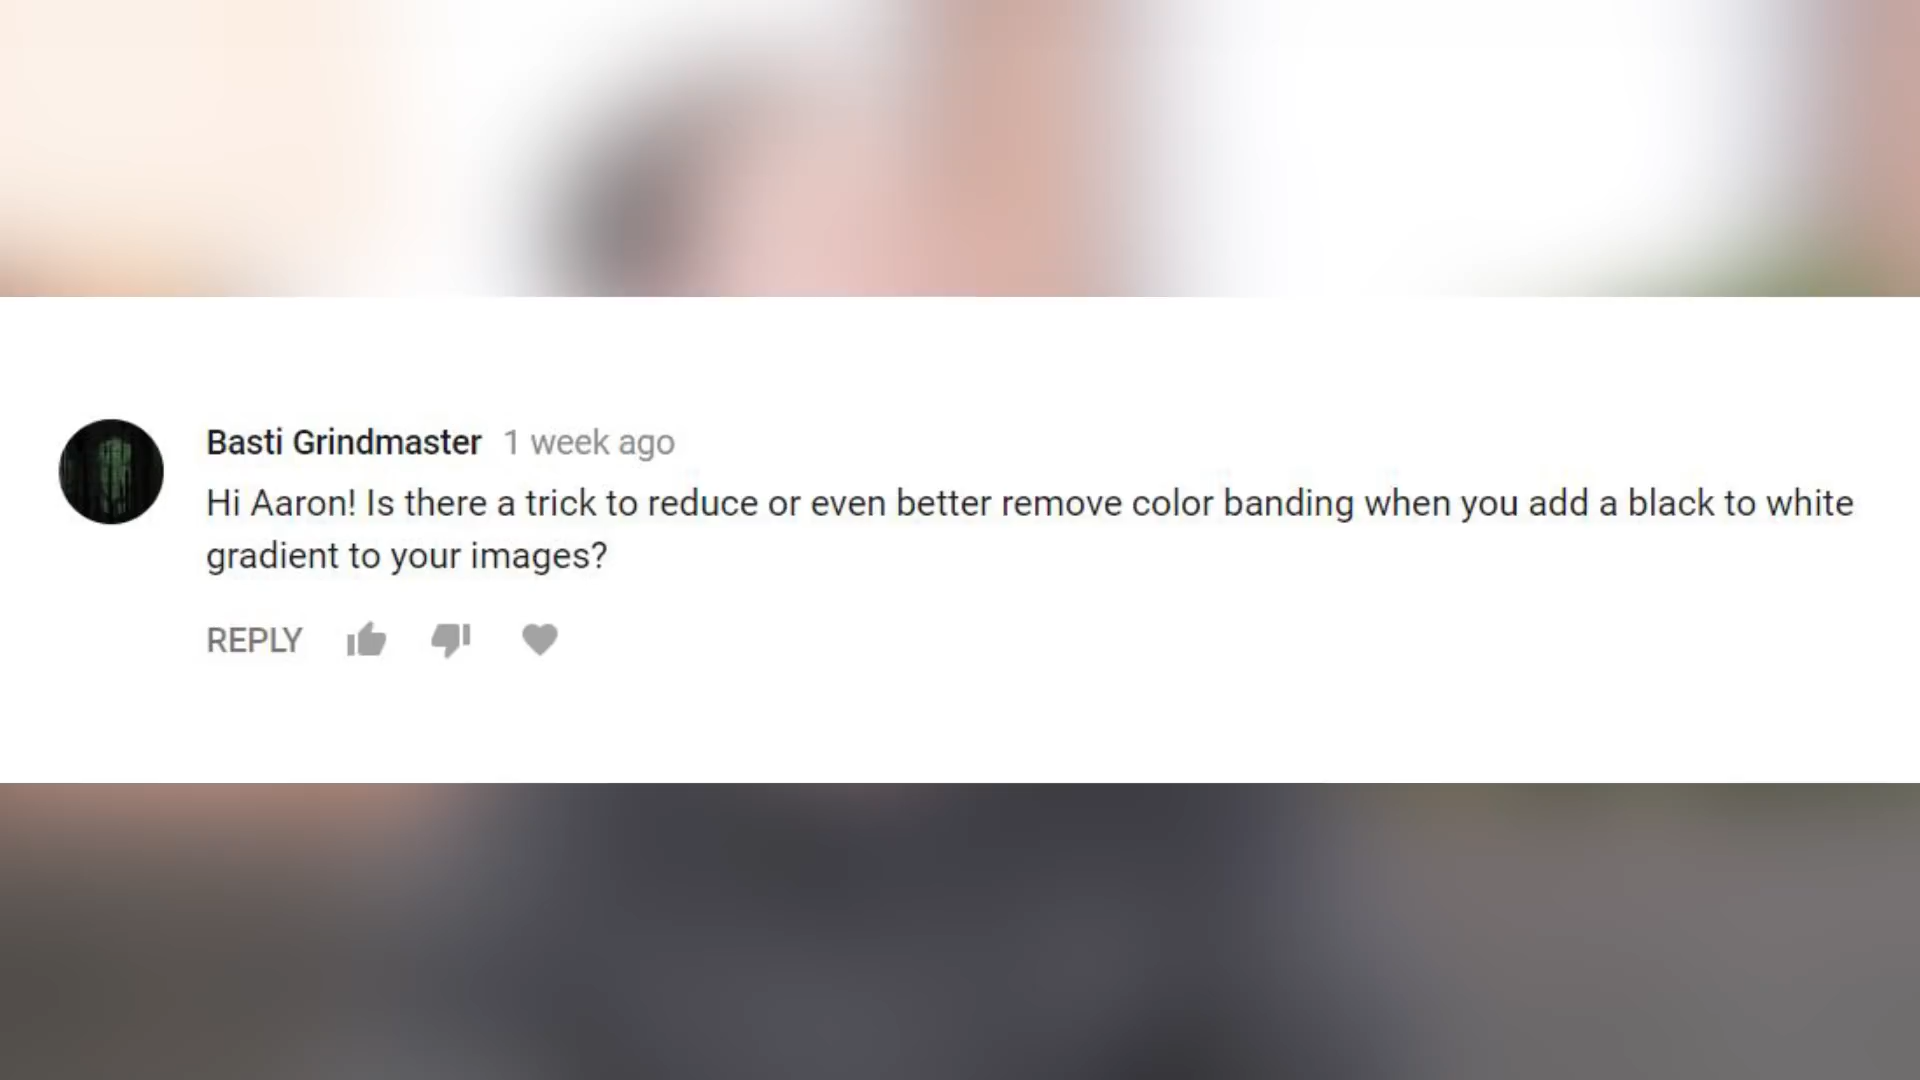 Basti Grindmaster 1 week ago
Hi Aaron! Is there a trick to reduce or even better remove color banding when you add a black to white
gradient to your images?
REPLY